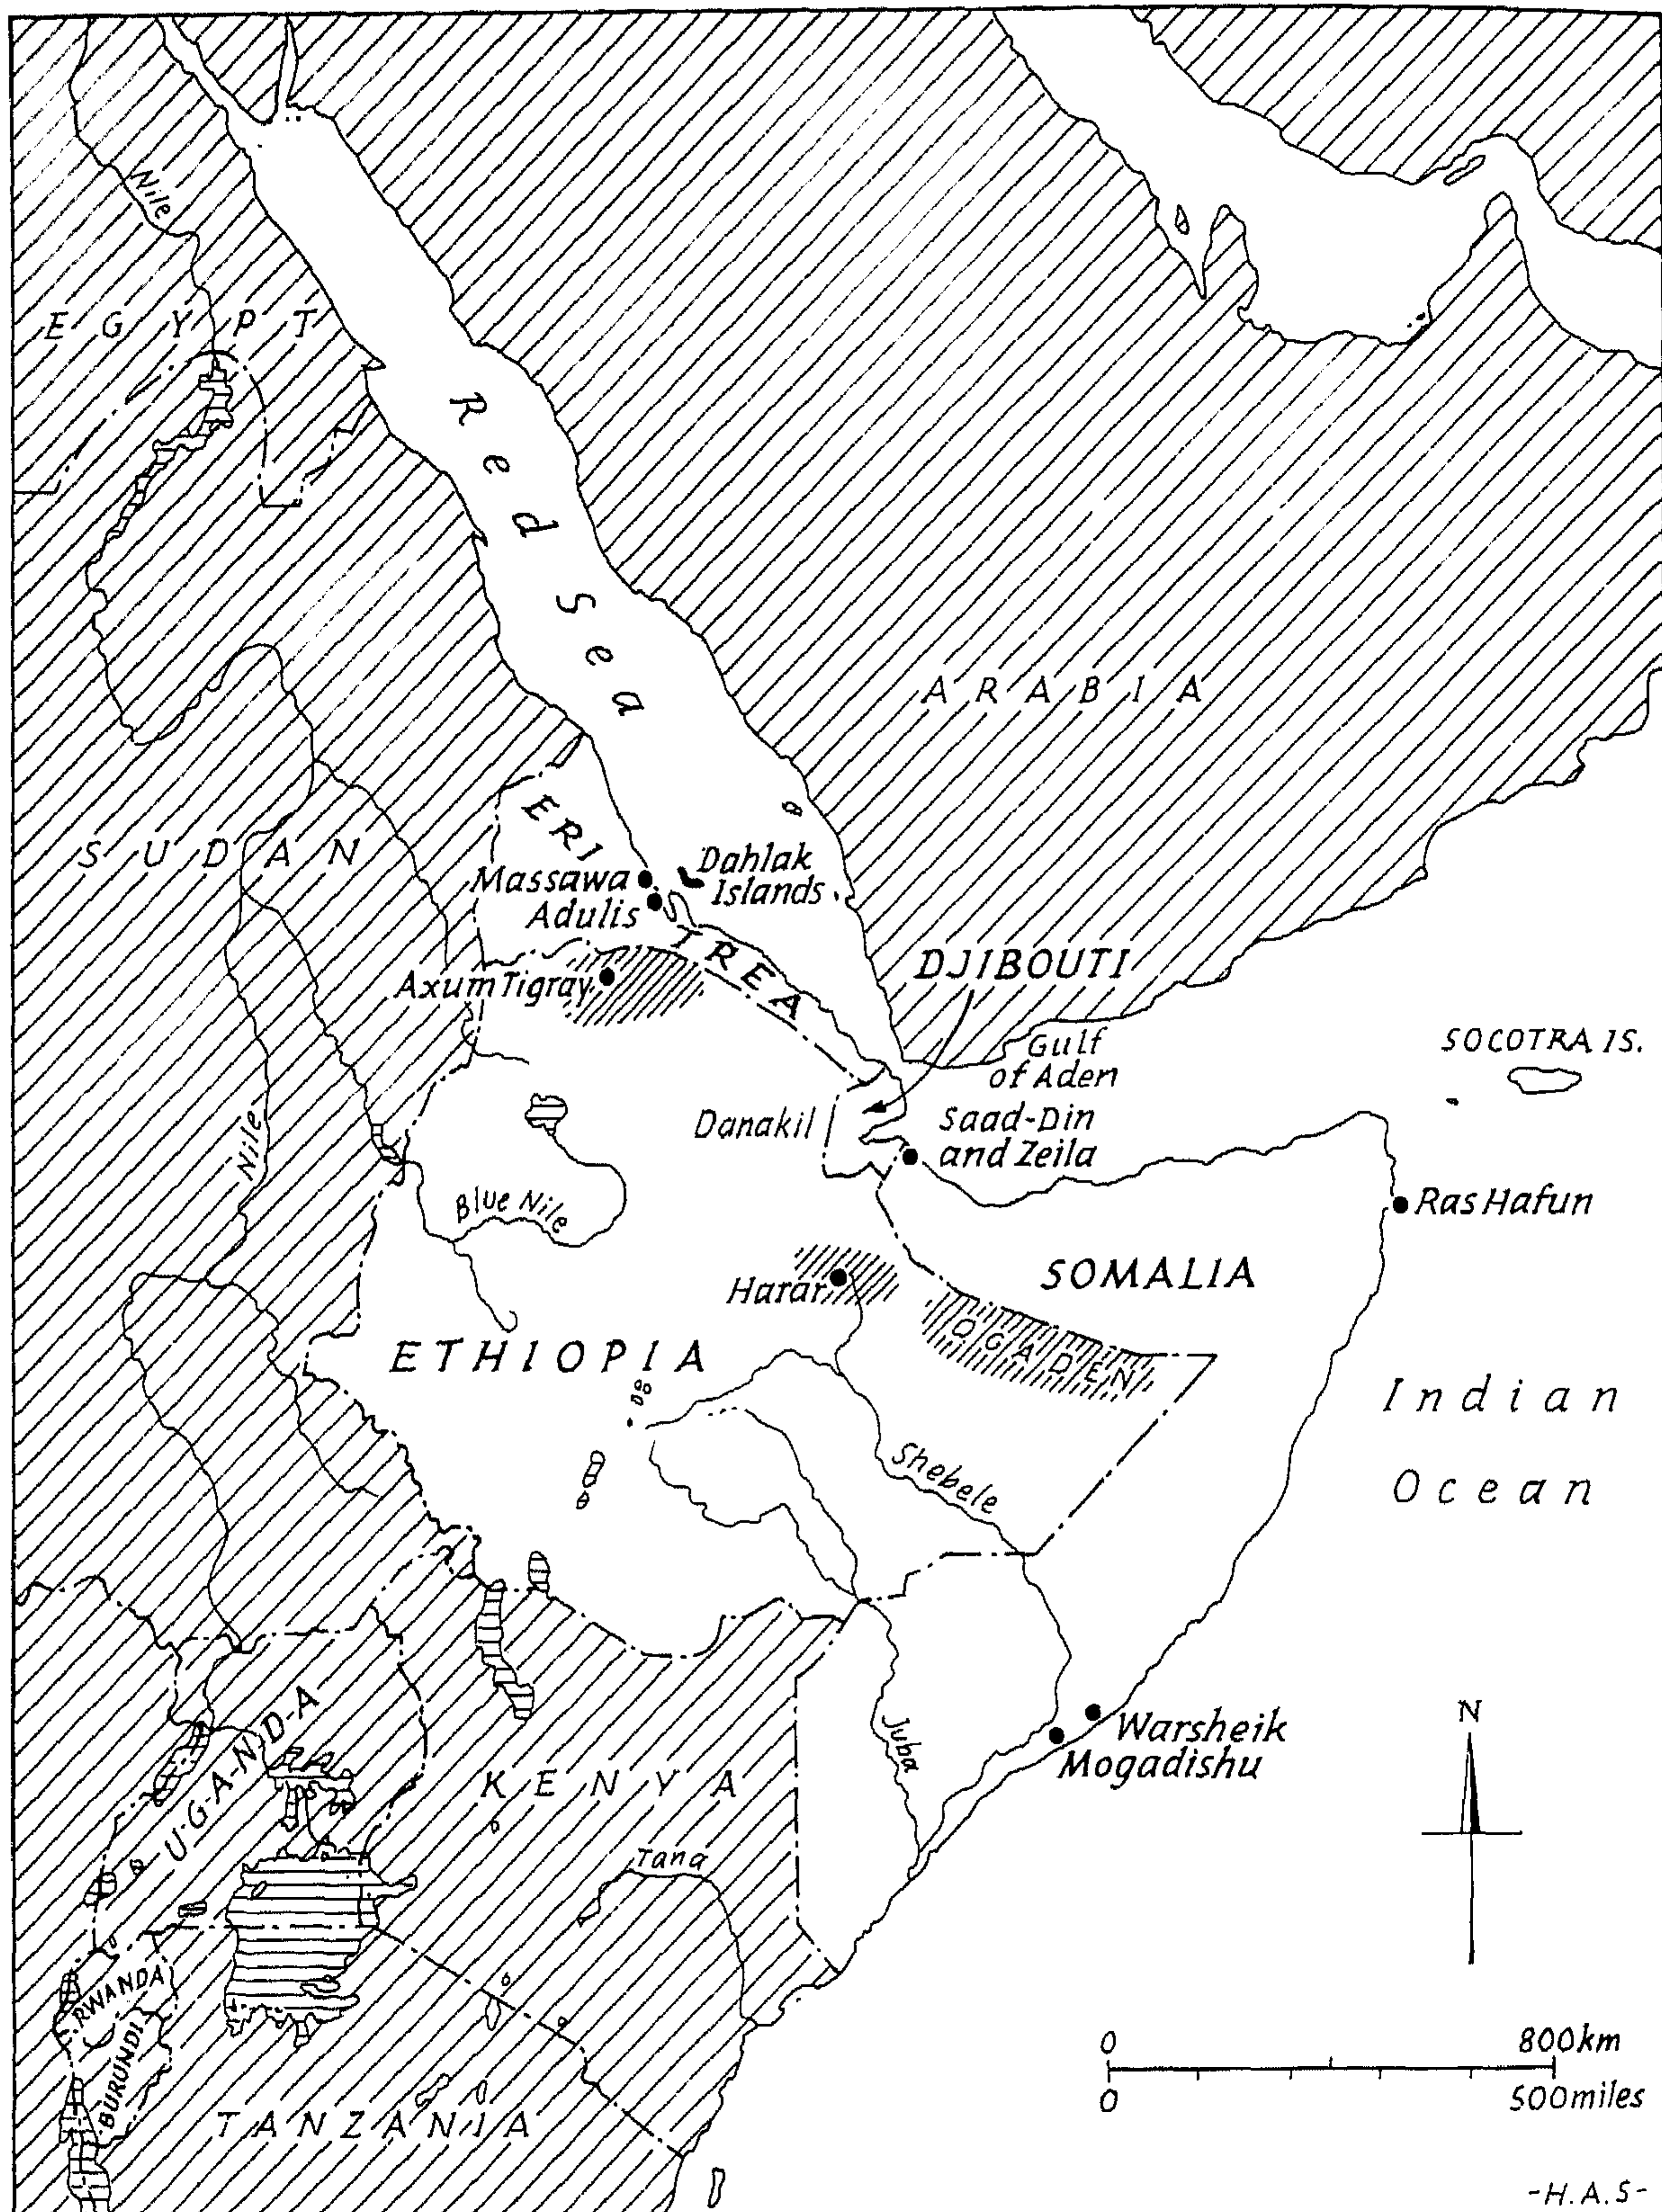 Nile
EGYPT
Red Sea
ARABIA
SUDAN
ERI
TREA
Massawa
Dahlak
Islands
Adulis
Axum Tigray
DJIBOUTI
Gulf
of Aden
SOCOTRA IS.
Danakil
Saad-Din
and Zeila
Nile
Blue Nile
Ras Hafun
Harar
SOMALIA
OGADEN
ETHIOPIA
Indian
Ocean
Shebele
N
Warsheik
Mogadishu
Juba
UGANDA
KENYA
Tana
RWANDA
BURUNDI
TANZANIA
0 800km
0 500miles
-H.A.S-